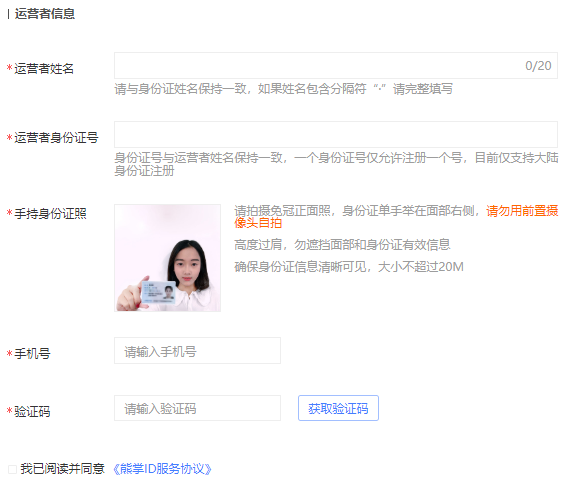 运营者信息
*运营者姓名
0/20
请与身份证姓名保持一致，如果姓名包含分隔符“·”请完整填写
*运营者身份证号
身份证号与运营者姓名保持一致，一个身份证号仅允许注册一个号，目前仅支持大陆
身份证注册
*手持身份证照
请拍摄免冠正面照，身份证单手举在面部右侧，请勿用前置摄
像头自拍
高度过肩，勿遮挡面部和身份证有效信息
确保身份证信息清晰可见，大小不超过20M
*手机号
请输入手机号
*验证码
请输入验证码
获取验证码
我已阅读并同意《熊掌ID服务协议》